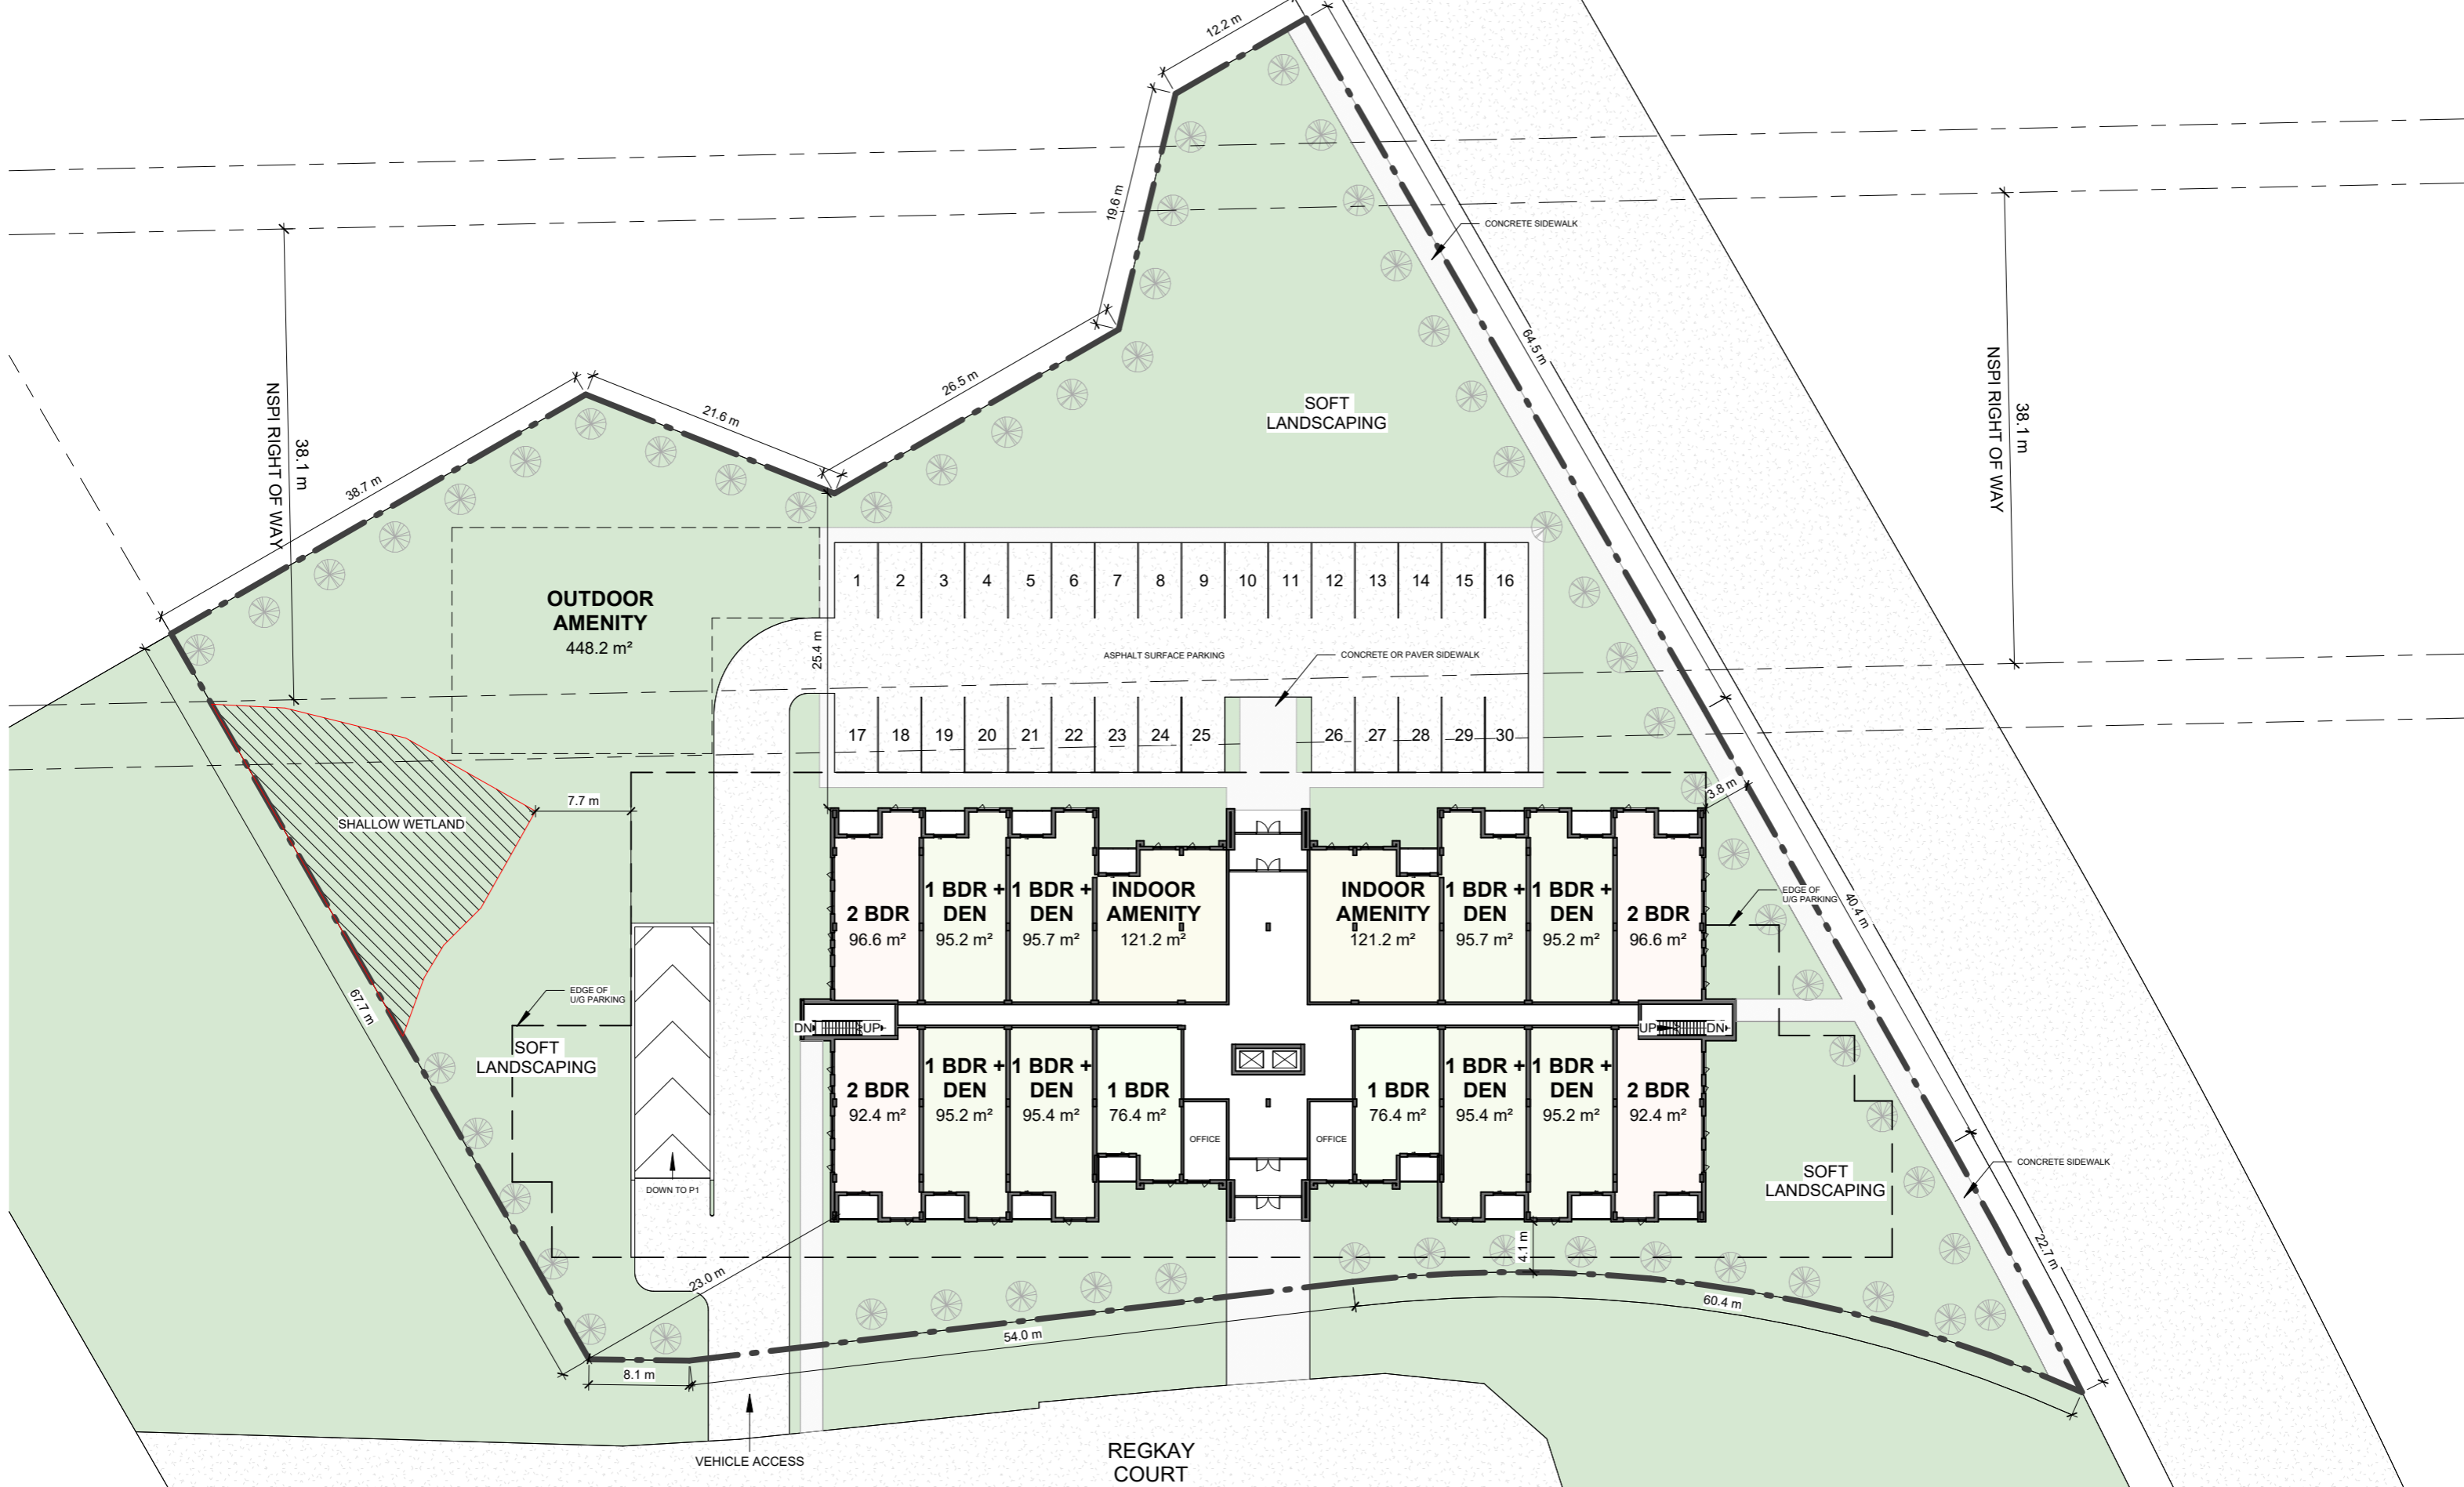 12.2 m
19.6 m
CONCRETE SIDEWALK
64.5 m
NSPI RIGHT OF WAY
38.1 m
NSPI RIGHT OF WAY
38.1 m
26.5 m
21.6 m
38.7 m
SOFT
LANDSCAPING
OUTDOOR
AMENITY
448.2 m²
1 2 3 4 5 6 7 8 9 10 11 12 13 14 15 16
25.4 m
ASPHALT SURFACE PARKING
CONCRETE OR PAVER SIDEWALK
17 18 19 20 21 22 23 24 25 26 27 28 29 30
7.7 m
3.8 m
SHALLOW WETLAND
2 BDR
96.6 m²
1 BDR +
DEN
95.2 m²
1 BDR +
DEN
95.7 m²
INDOOR
AMENITY
121.2 m²
INDOOR
AMENITY
121.2 m²
1 BDR +
DEN
95.7 m²
1 BDR +
DEN
95.2 m²
2 BDR
96.6 m²
EDGE OF
U/G PARKING
40.4 m
67.7 m
EDGE OF
U/G PARKING
DN UP
UP DN
SOFT
LANDSCAPING
2 BDR
92.4 m²
1 BDR +
DEN
95.2 m²
1 BDR +
DEN
95.4 m²
1 BDR
76.4 m²
OFFICE
OFFICE
1 BDR
76.4 m²
1 BDR +
DEN
95.4 m²
1 BDR +
DEN
95.2 m²
2 BDR
92.4 m²
CONCRETE SIDEWALK
SOFT
LANDSCAPING
DOWN TO P1
4.1 m
22.7 m
23.0 m
60.4 m
54.0 m
8.1 m
VEHICLE ACCESS
REGKAY
COURT